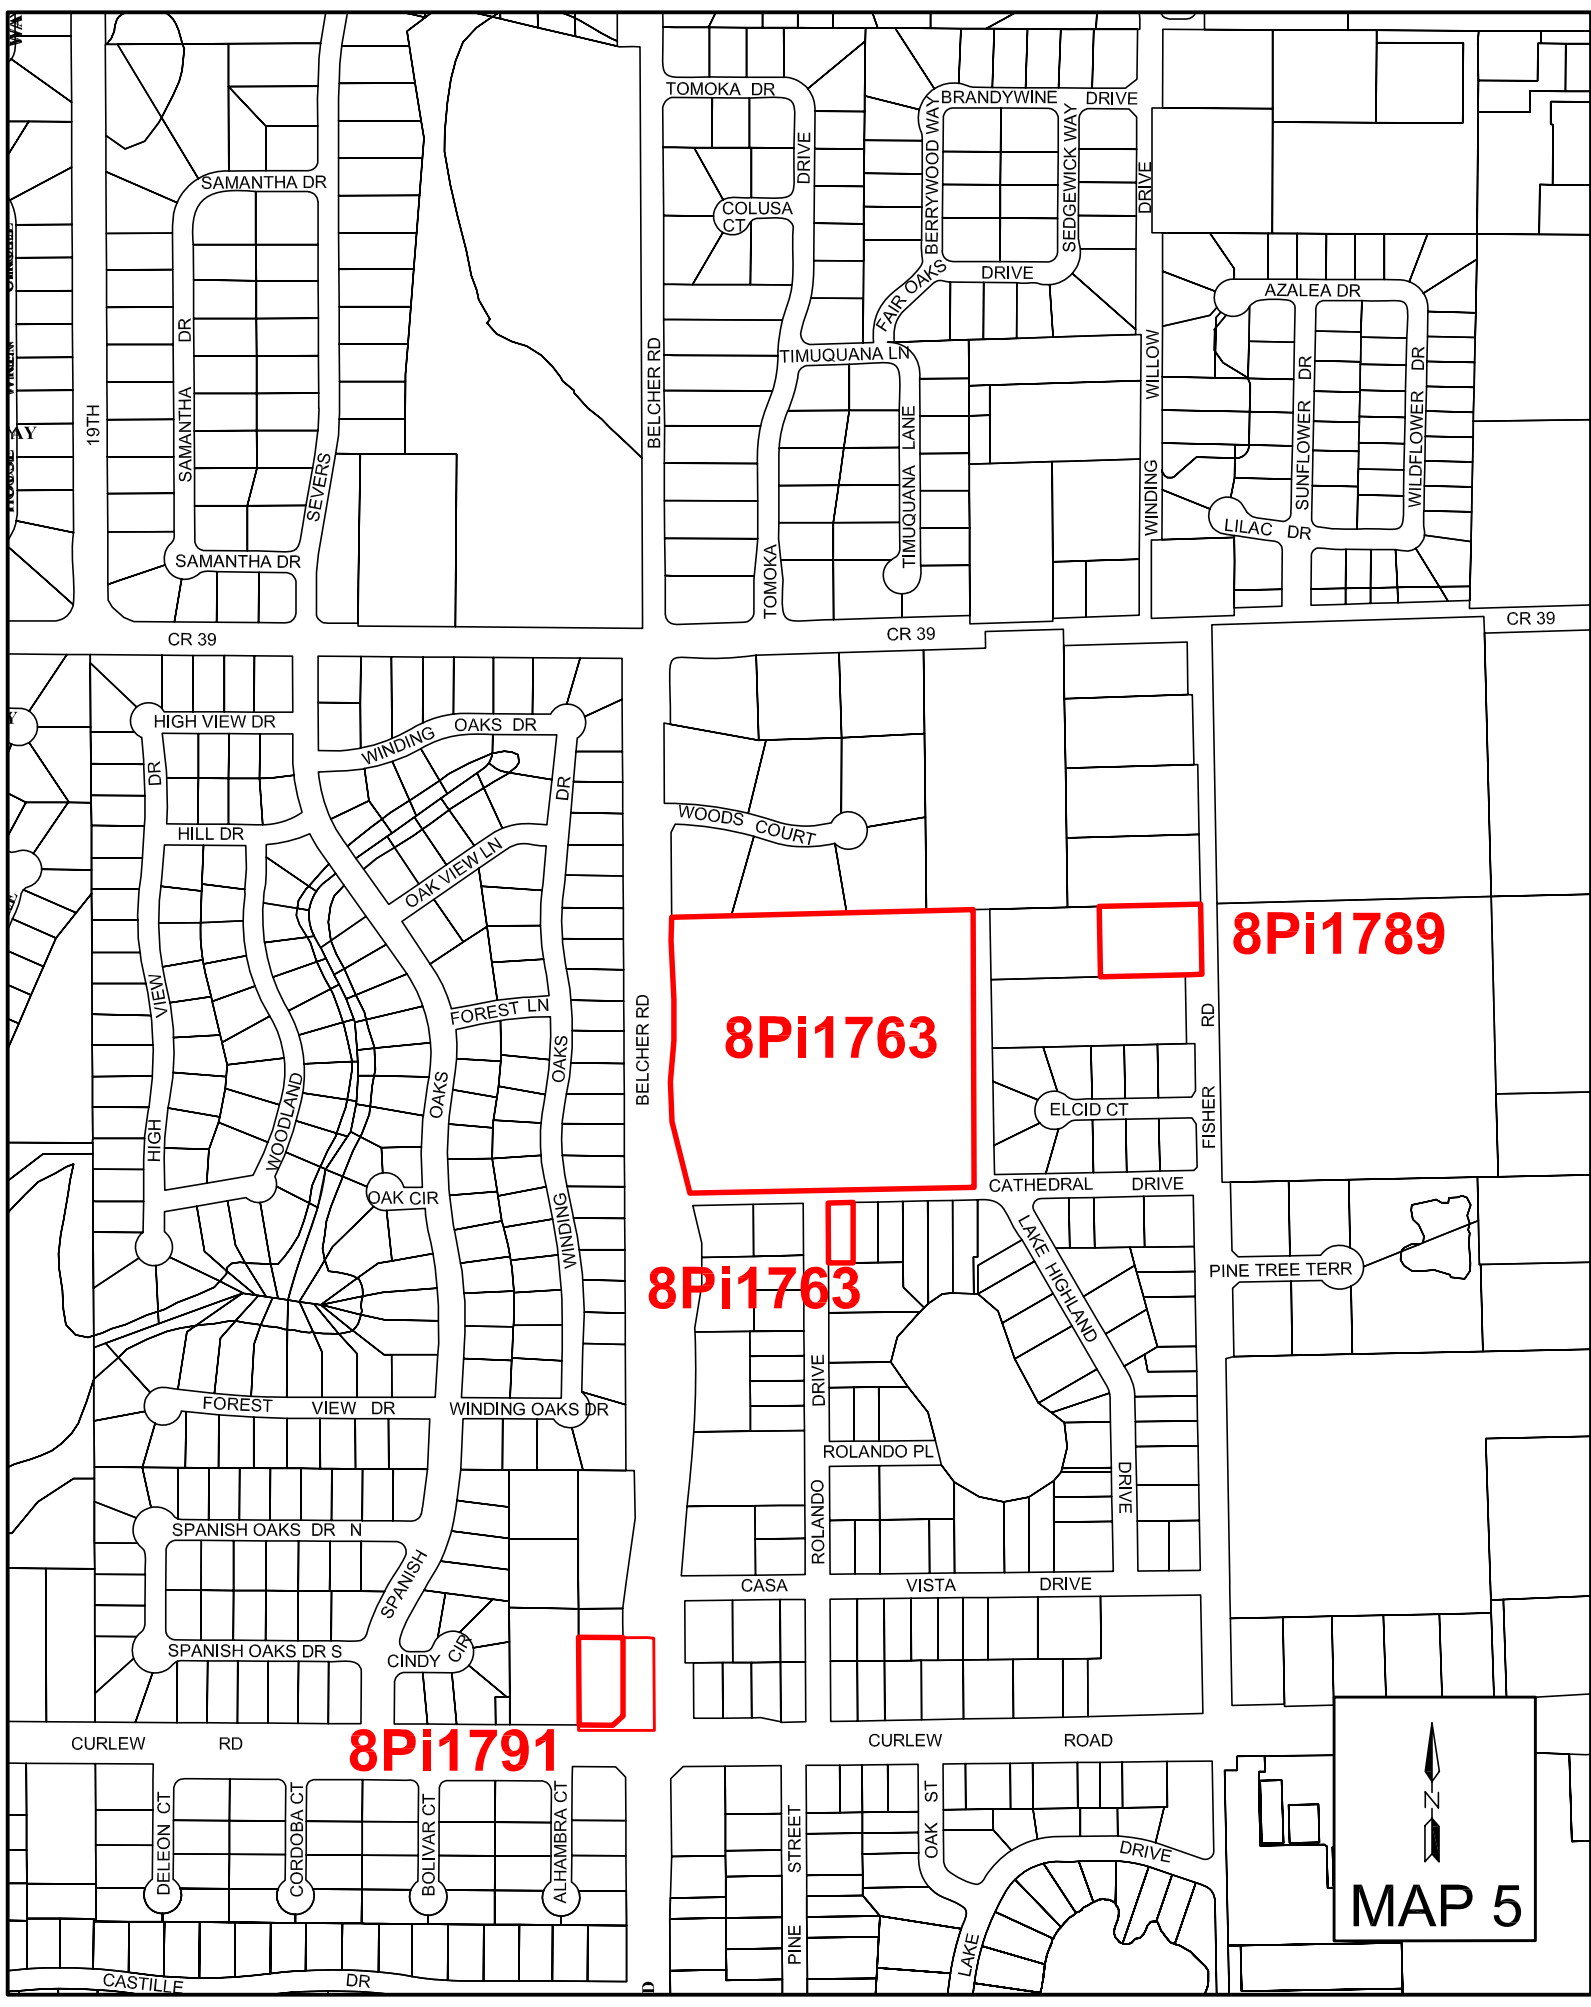 WA
TOMOKA DR
BRANDYWINE DRIVE
DRIVE
BERRYWOOD WAY
SEDGEWICK WAY
DRIVE
SAMANTHA DR
COLUSA
CT
FAIR OAKS
DRIVE
AZALEA DR
SAMANTHA DR
TIMUQUANA LN
BELCHER RD
WINDING WILLOW
SUNFLOWER DR
WILDFLOWER DR
19TH
AY
SEVERS
TIMUQUANA LANE
LILAC DR
SAMANTHA DR
TOMOKA
CR 39
CR 39
CR 39
Y
HIGH VIEW DR
WINDING OAKS DR
DR
DR
HILL DR
WOODS COURT
OAK VIEW LN
8Pi1789
VIEW
FOREST LN
BELCHER RD
8Pi1763
RD
OAKS
OAKS
WOODLAND
HIGH
ELCID CT
FISHER
OAK CIR
CATHEDRAL DRIVE
WINDING
LAKE HIGHLAND
8Pi1763
PINE TREE TERR
DRIVE
FOREST VIEW DR
WINDING OAKS DR
ROLANDO PL
ROLANDO
DRIVE
SPANISH OAKS DR N
SPANISH
CASA VISTA DRIVE
SPANISH OAKS DR S
CINDY CIR
8Pi1791
CURLEW RD
CURLEW ROAD
DELEON CT
CORDOBA CT
BOLIVAR CT
ALHAMBRA CT
PINE STREET
OAK ST
DRIVE
LAKE
N
MAP 5
CASTILLE DR
D